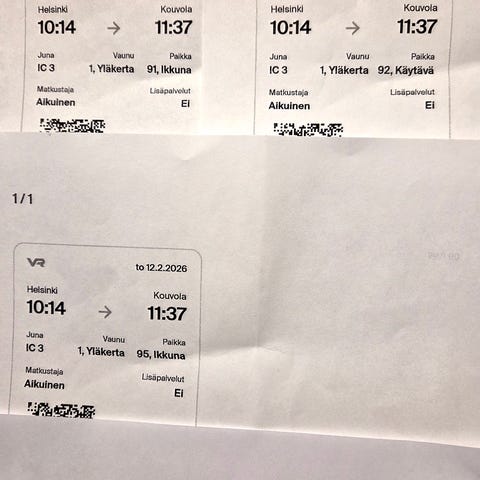 Helsinki Kouvola
10:14 → 11:37
Juna Vaunu Paikka
IC 3 1, Yläkerta 91, Ikkuna
Matkustaja Lisäpalvelut
Aikuinen Ei
Helsinki Kouvola
10:14 → 11:37
Juna Vaunu Paikka
IC 3 1, Yläkerta 92, Käytävä
Matkustaja Lisäpalvelut
Aikuinen Ei
1/1
VR to 12.2.2026
Helsinki Kouvola
10:14 → 11:37
Juna Vaunu Paikka
IC 3 1, Yläkerta 95, Ikkuna
Matkustaja Lisäpalvelut
Aikuinen Ei